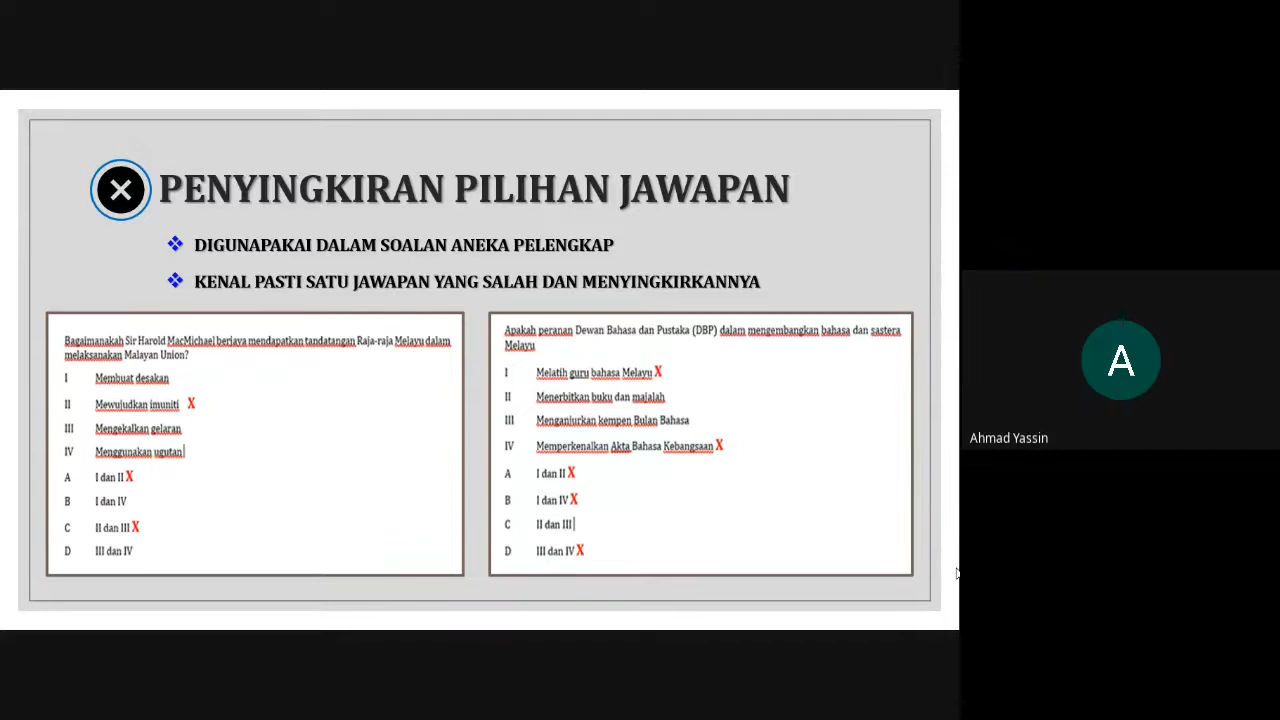 PENYINGKIRAN PILIHAN JAWAPAN
DIGUNAPAKAI DALAM SOALAN ANEKA PELENGKAP
KENAL PASTI SATU JAWAPAN YANG SALAH DAN MENYINGKIRKANNYA
Bagaimanakah Sir Harold MacMichael berjaya mendapatkan tandatangan Raja-raja Melayu dalam
melaksanakan Malayan Union?
I Membuat desakan
II Mewujudkan imuniti X
III Mengekalkan gelaran
IV Menggunakan ugutan
A I dan II X
B I dan IV
C II dan III X
D III dan IV
Apakah peranan Dewan Bahasa dan Pustaka (DBP) dalam mengembangkan bahasa dan sastera
Melayu
I Melatih guru bahasa Melayu X
II Menerbitkan buku dan majalah
III Menganjurkan kempen Bulan Bahasa
IV Memperkenalkan Akta Bahasa Kebangsaan X
A I dan II X
B I dan IV X
C II dan III
D III dan IV X
A
Ahmad Yassin